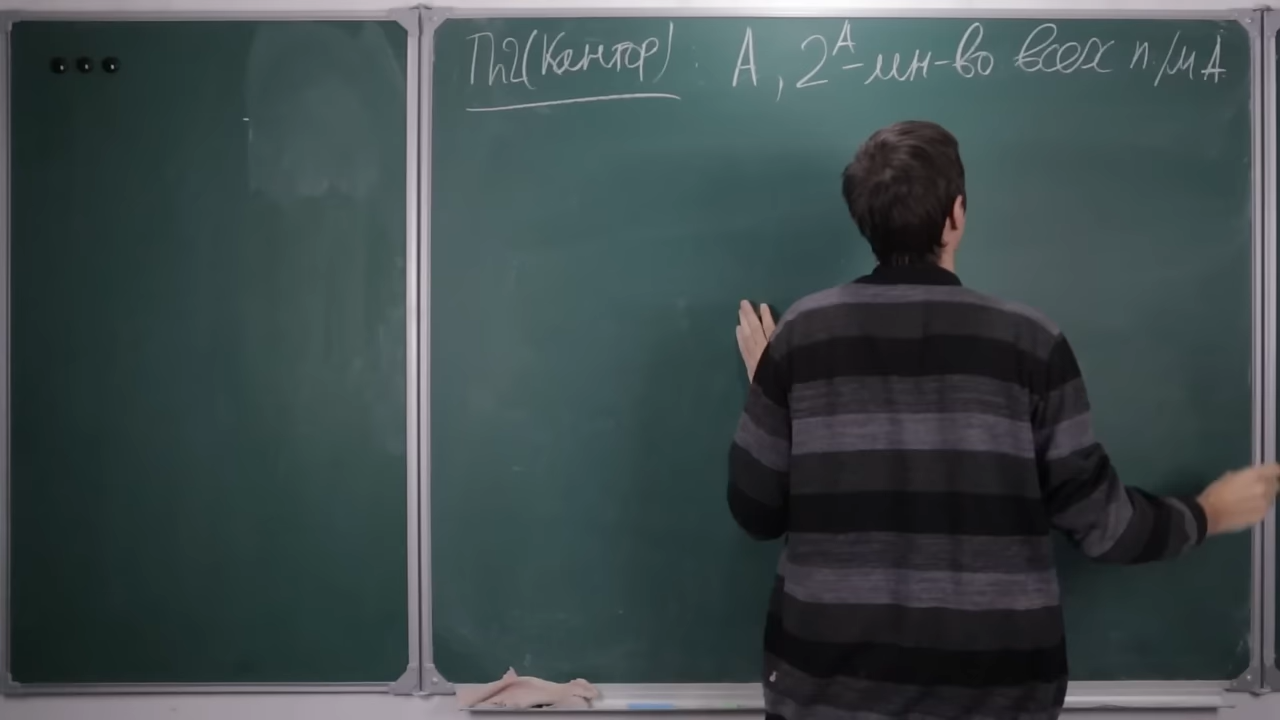 Th2(Кантор): A, 2^A – мн-во всех п/м A